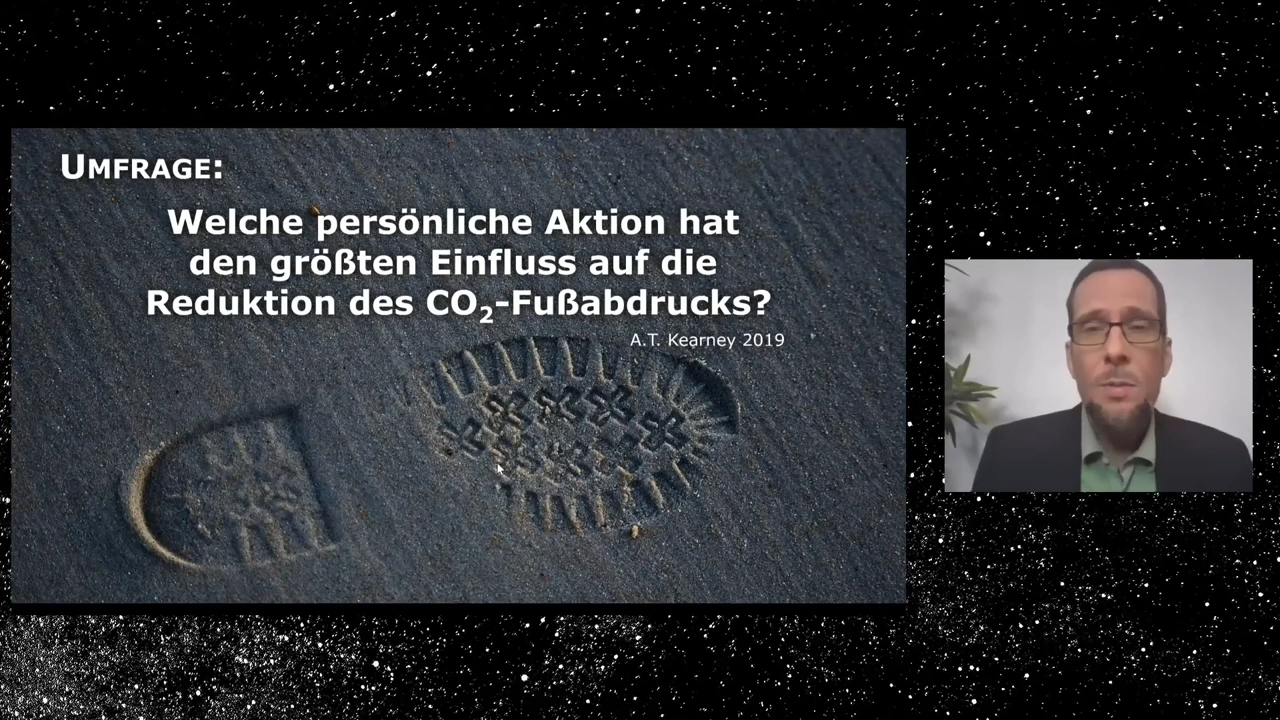 UMFRAGE:
Welche persönliche Aktion hat
den größten Einfluss auf die
Reduktion des CO₂-Fußabdrucks?
A.T. Kearney 2019